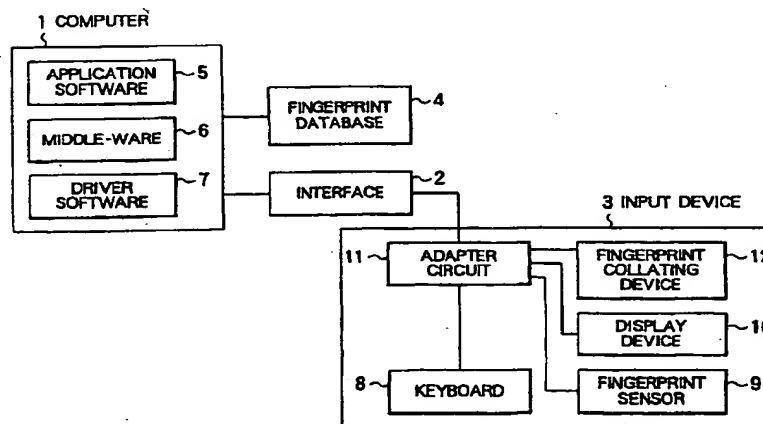 1 COMPUTER
APPLICATION
SOFTWARE
5
MIDDLE-WARE
6
DRIVER
SOFTWARE
7
FINGERPRINT
DATABASE
4
INTERFACE
2
3 INPUT DEVICE
11
ADAPTER
CIRCUIT
FINGERPRINT
COLLATING
DEVICE
DISPLAY
DEVICE
8
KEYBOARD
FINGERPRINT
SENSOR
9